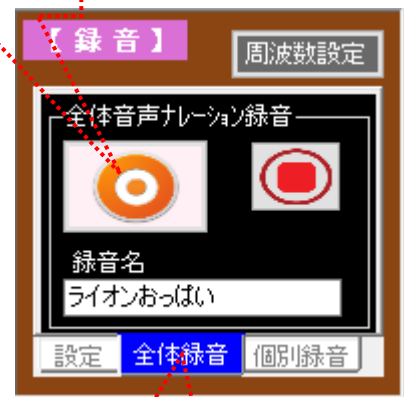 【録音】
周波数設定
全体音声ナレーション録音
録音名
ライオンおっぱい
設定 全体録音 個別録音